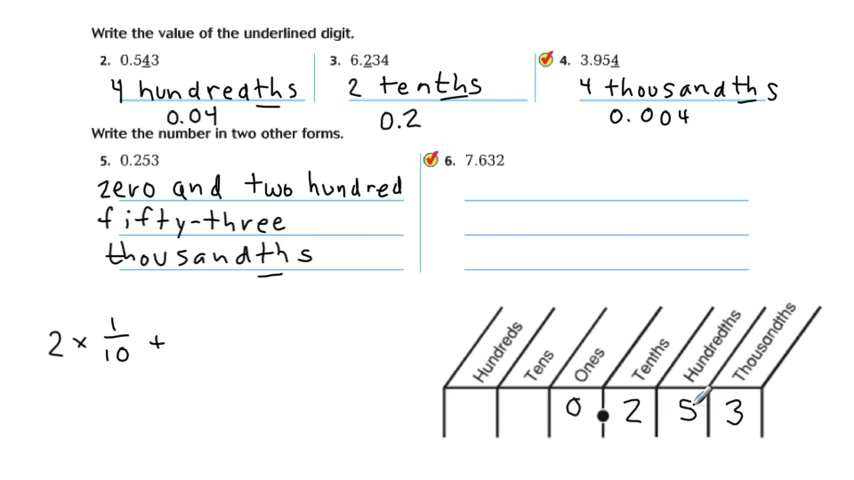 Write the value of the underlined digit.
2. 0.543
3. 6.234
4. 3.954
4 hundredths
2 tenths
4 thousandths
0.04
0.2
0.004
Write the number in two other forms.
5. 0.253
6. 7.632
zero and two hundred
fifty-three
thousandths
2 × 1/10 +
Hundreds Tens Ones Tenths Hundredths Thousandths
0 . 2 5 3